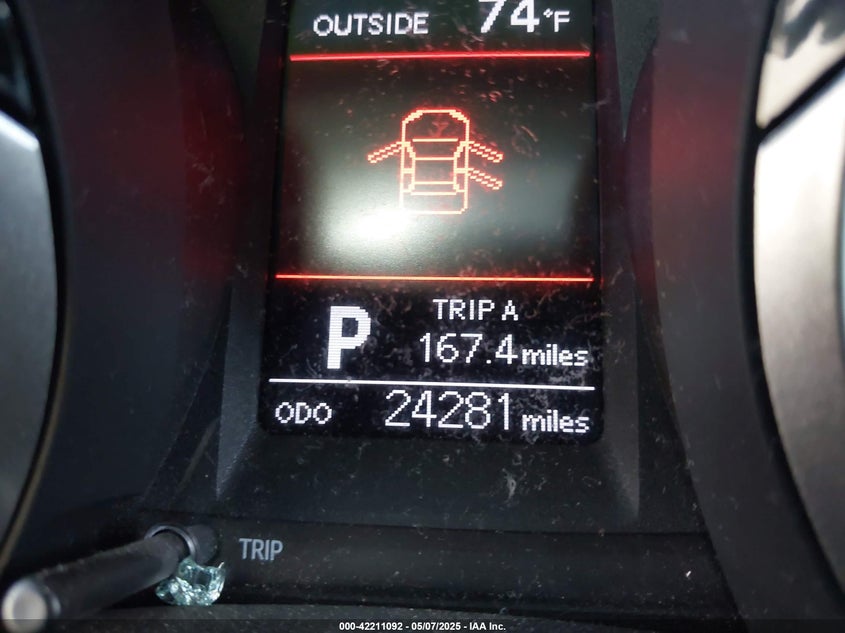 OUTSIDE 74°F
P
TRIP A
167.4 miles
ODO 24281 miles
TRIP
000-42211092 - 05/07/2025 - IAA Inc.